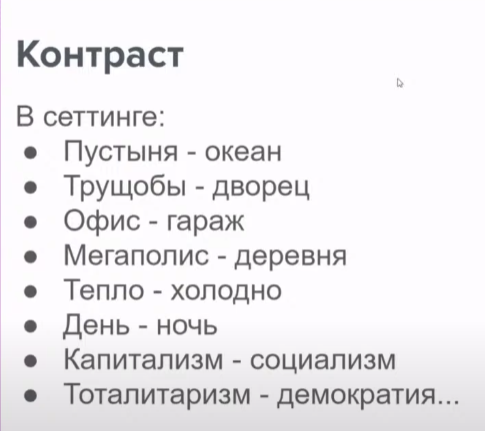 Контраст
В сеттинге:
● Пустыня - океан
● Трущобы - дворец
● Офис - гараж
● Мегаполис - деревня
● Тепло - холодно
● День - ночь
● Капитализм - социализм
● Тоталитаризм - демократия...